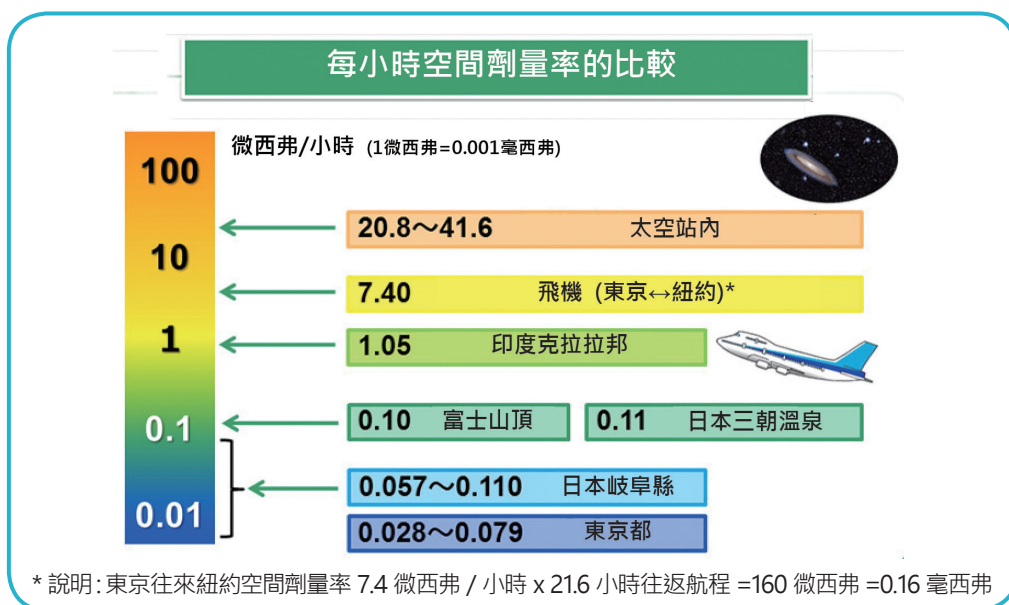 每小時空間劑量率的比較
微西弗/小時 (1微西弗=0.001毫西弗)
100
20.8～41.6 太空站內
10
7.40 飛機 (東京↔紐約)*
1
1.05 印度克拉拉邦
0.1
0.10 富士山頂 0.11 日本三朝溫泉
0.057～0.110 日本岐阜縣
0.01
0.028～0.079 東京都
* 說明:東京往來紐約空間劑量率 7.4 微西弗 / 小時 x 21.6 小時往返航程 =160 微西弗 =0.16 毫西弗